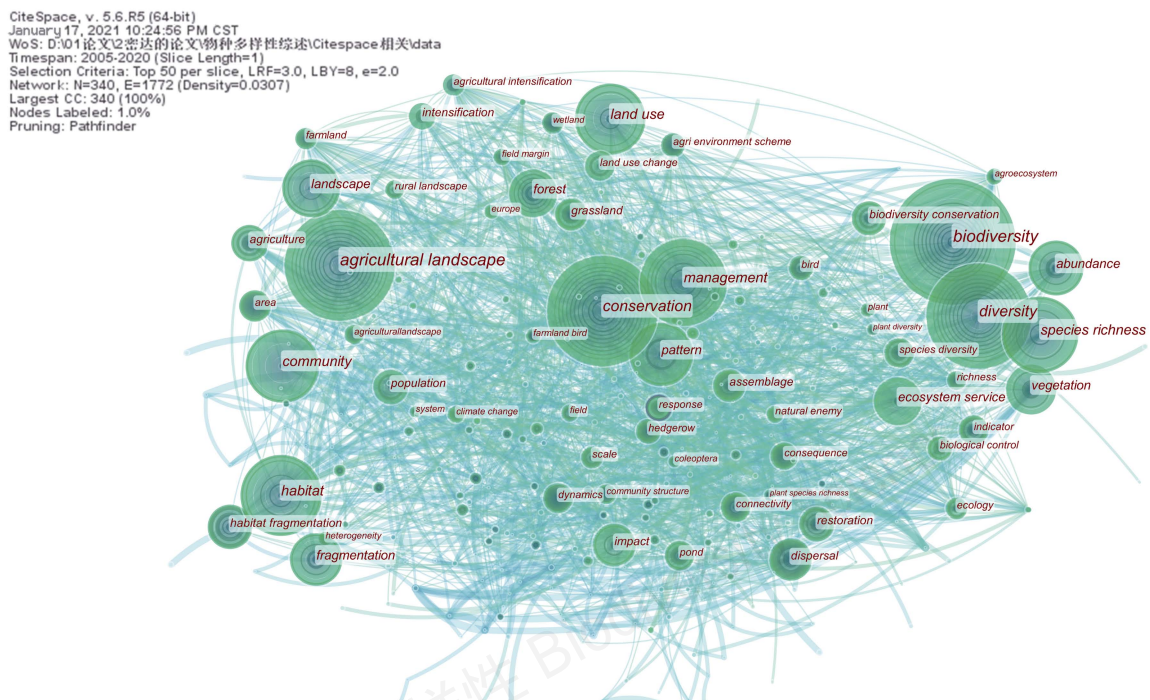 CiteSpace, v. 5.6.R5 (64-bit)
January 17, 2021 10:24:56 PM CST
WoS: D:\01论文\2密达的论文\物种多样性综述\Citespace相关\data
Timespan: 2005-2020 (Slice Length=1)
Selection Criteria: Top 50 per slice, LRF=3.0, LBY=8, e=2.0
Network: N=340, E=1772 (Density=0.0307)
Largest CC: 340 (100%)
Nodes Labeled: 1.0%
Pruning: Pathfinder
agricultural intensification
intensification
land use
wetland
farmland
agri environment scheme
field margin
land use change
agroecosystem
landscape
rural landscape
forest
europe
grassland
biodiversity conservation
agriculture
biodiversity
agricultural landscape
bird
abundance
management
area
conservation
plant
diversity
agriculturallandscape
farmland bird
plant diversity
species richness
pattern
species diversity
community
population
assemblage
richness
vegetation
ecosystem service
system
climate change
field
response
natural enemy
hedgerow
indicator
biological control
scale
coleoptera
consequence
habitat
dynamics
community structure
plant species richness
connectivity
ecology
habitat fragmentation
restoration
heterogeneity
impact
fragmentation
pond
dispersal
样性 Biod